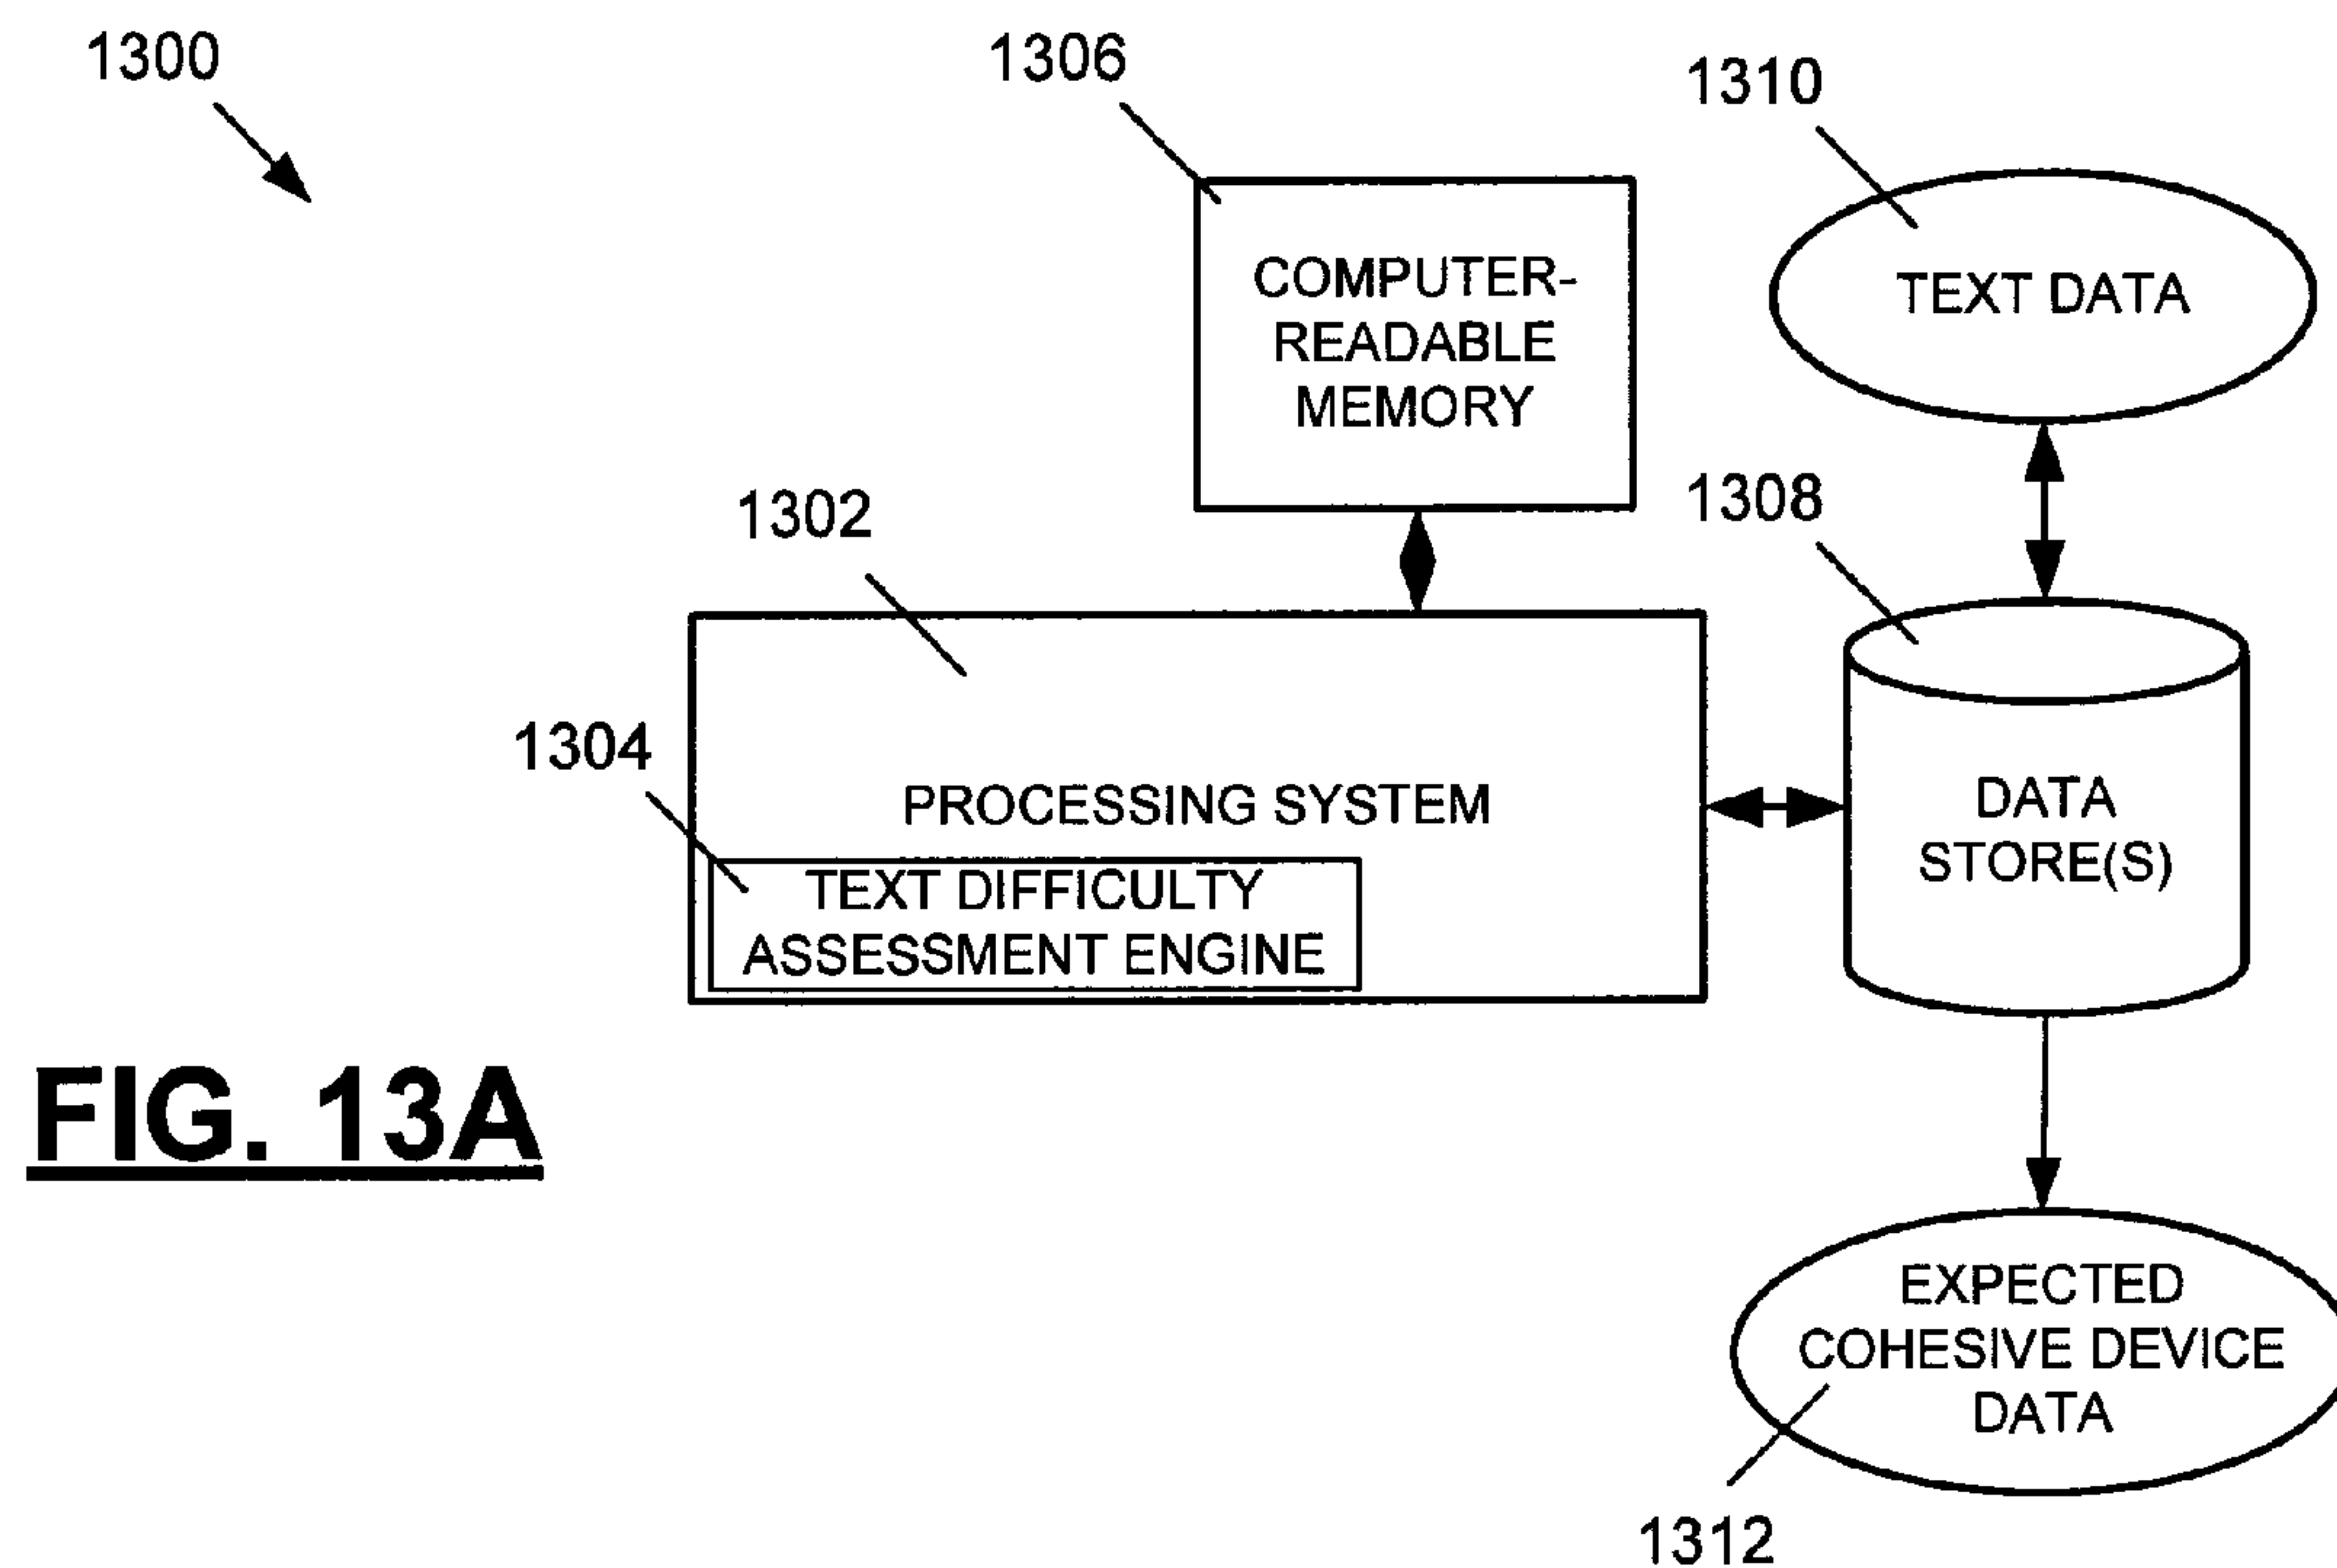 1300
1306
1310
COMPUTER-
READABLE
MEMORY
TEXT DATA
1302
1308
1304
PROCESSING SYSTEM
TEXT DIFFICULTY
ASSESSMENT ENGINE
DATA
STORE(S)
FIG. 13A
EXPECTED
COHESIVE DEVICE
DATA
1312